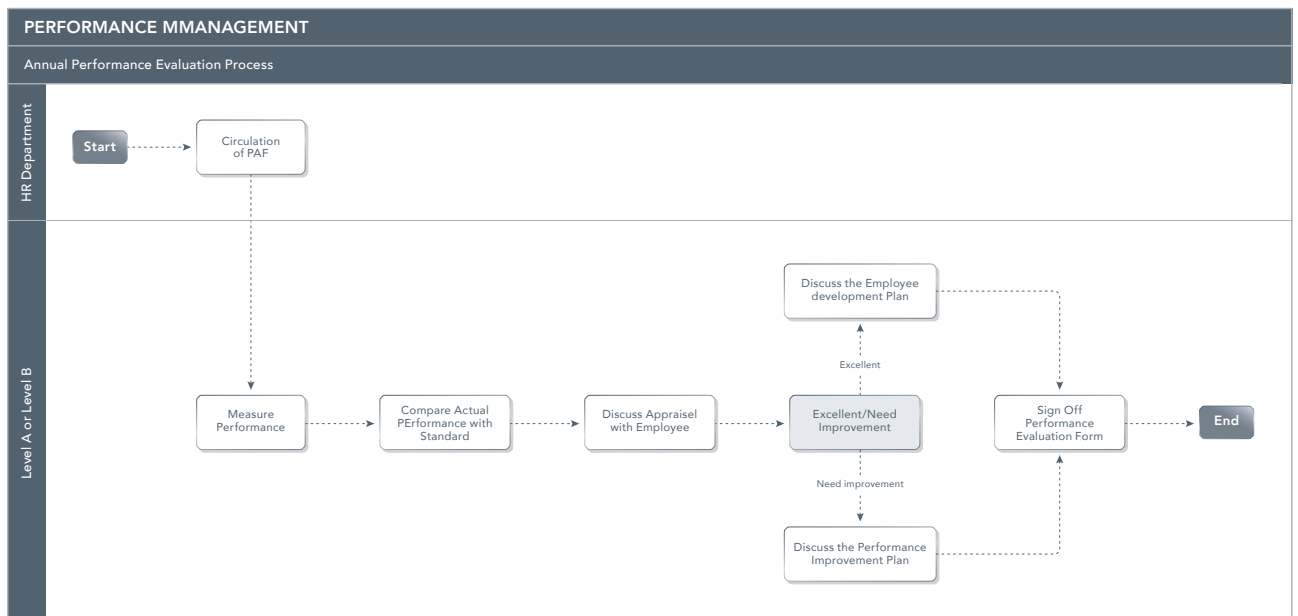 PERFORMANCE MMANAGEMENT
Annual Performance Evaluation Process
HR Department
Start
Circulation
of PAF
Level A or Level B
Measure
Performance
Compare Actual
PErformance with
Standard
Discuss Appraisel
with Employee
Excellent/Need
Improvement
Excellent
Discuss the Employee
development Plan
Need improvement
Discuss the Performance
Improvement Plan
Sign Off
Performance
Evaluation Form
End